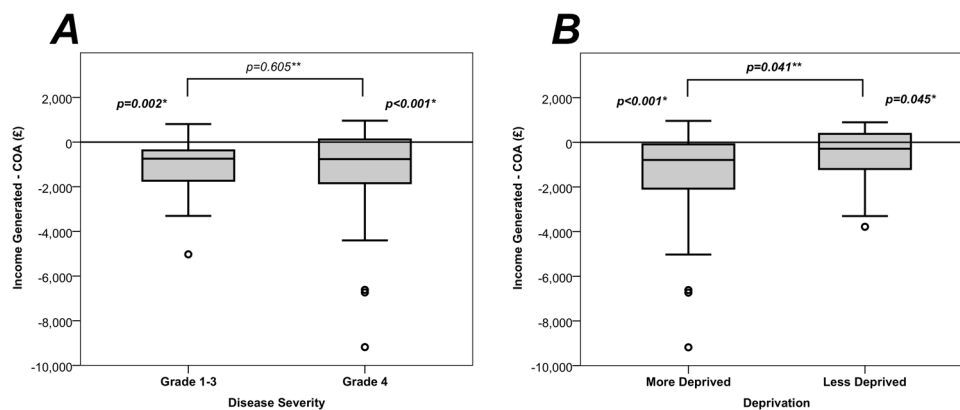 A
p=0.605**
p=0.002*
p<0.001*
2,000
0
-2,000
-4,000
-6,000
-8,000
-10,000
Income Generated - COA (£)
Grade 1-3
Grade 4
Disease Severity
B
p=0.041**
p<0.001*
p=0.045*
2,000
0
-2,000
-4,000
-6,000
-8,000
-10,000
Income Generated - COA (£)
More Deprived
Less Deprived
Deprivation